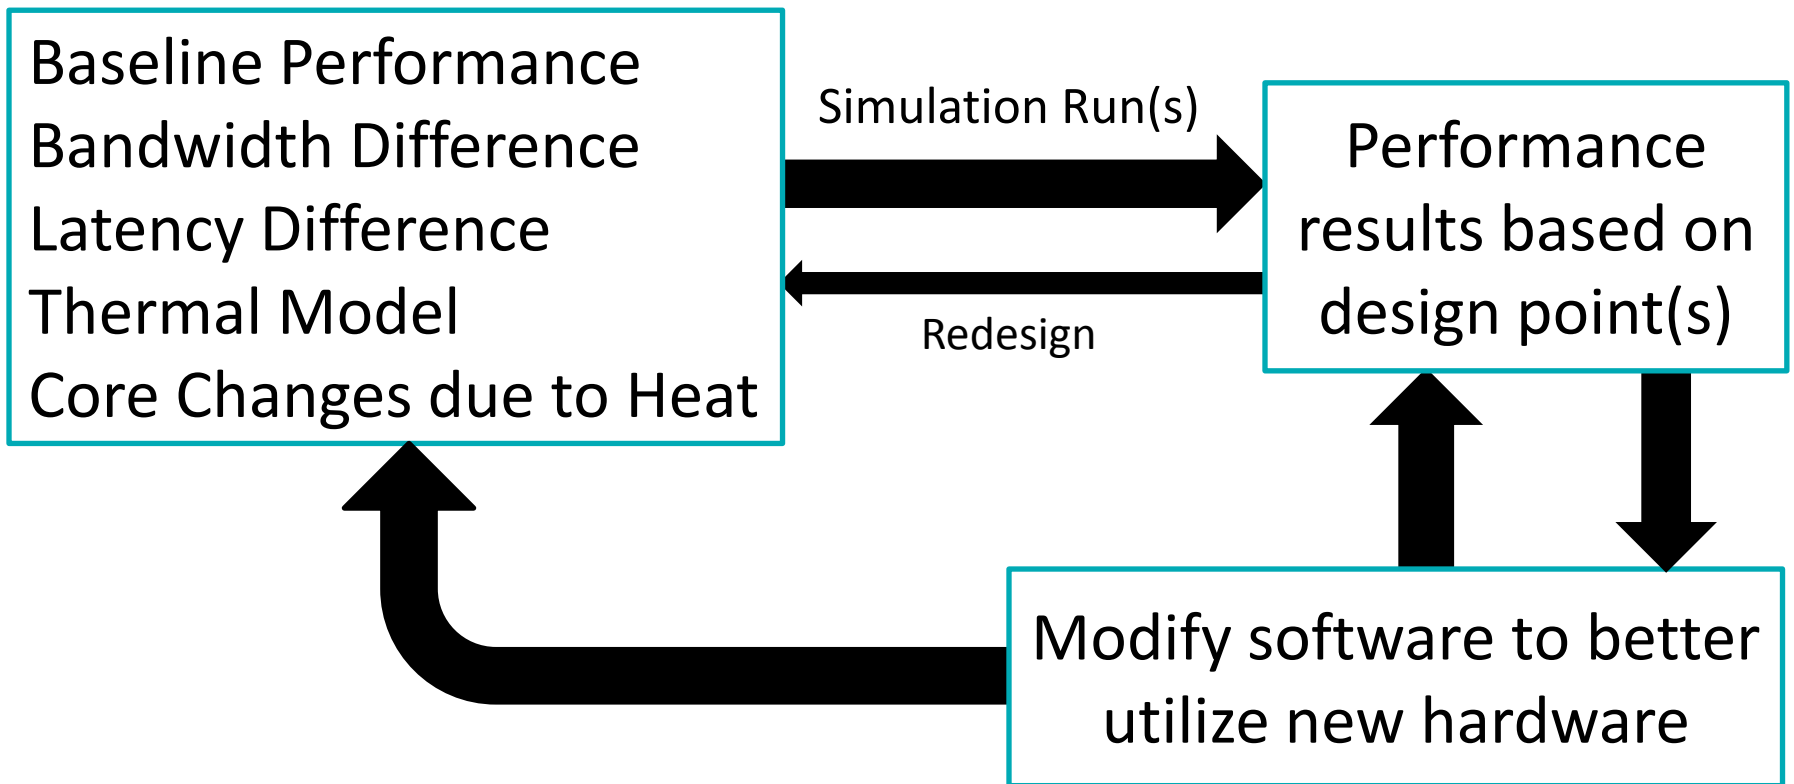 Baseline Performance
Bandwidth Difference
Latency Difference
Thermal Model
Core Changes due to Heat
Simulation Run(s)
Redesign
Performance
results based on
design point(s)
Modify software to better
utilize new hardware